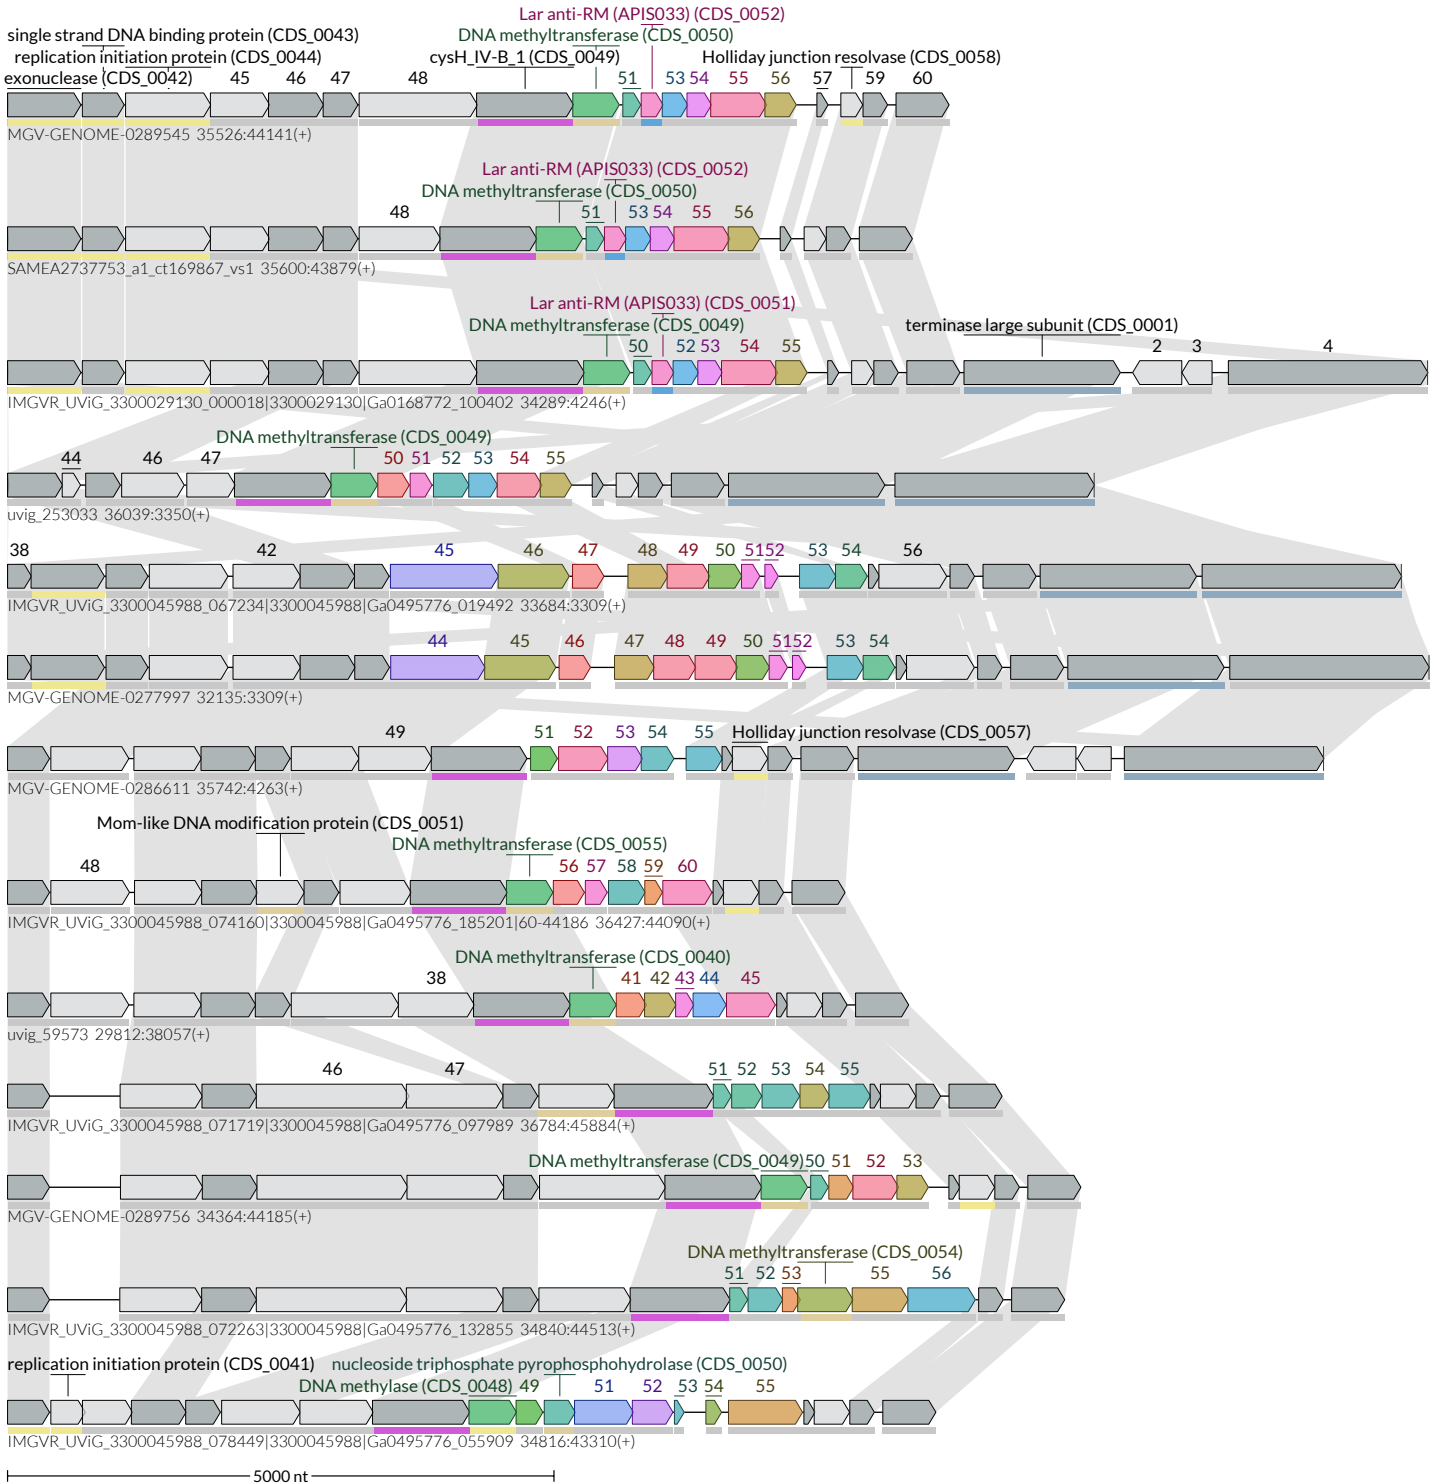 Lar anti-RM (APIS033) (CDS_0052)
single strand DNA binding protein (CDS_0043) DNA methyltransferase (CDS_0050)
replication initiation protein (CDS_0044) cysH_IV-B_1 (CDS_0049) Holliday junction resolvase (CDS_0058)
exonuclease (CDS_0042) 45 46 47 48 51 53 54 55 56 57 59 60
MGV-GENOME-0289545 35526:44141(+)
Lar anti-RM (APIS033) (CDS_0052)
DNA methyltransferase (CDS_0050)
48 51 53 54 55 56
SAMEA2737753_a1_ct169867_vs1 35600:43879(+)
Lar anti-RM (APIS033) (CDS_0051)
DNA methyltransferase (CDS_0049) terminase large subunit (CDS_0001)
50 52 53 54 55 2 3 4
IMGVR_UViG_3300029130_000018|3300029130|Ga0168772_100402 34289:4246(+)
DNA methyltransferase (CDS_0049)
44 46 47 50 51 52 53 54 55
uvig_253033 36039:3350(+)
38 42 45 46 47 48 49 50 51 52 53 54 56
IMGVR_UViG_3300045988_067234|3300045988|Ga0495776_019492 33684:3309(+)
44 45 46 47 48 49 50 51 52 53 54
MGV-GENOME-0277997 32135:3309(+)
49 51 52 53 54 55 Holliday junction resolvase (CDS_0057)
MGV-GENOME-0286611 35742:4263(+)
Mom-like DNA modification protein (CDS_0051)
DNA methyltransferase (CDS_0055)
48 56 57 58 59 60
IMGVR_UViG_3300045988_074160|3300045988|Ga0495776_185201|60-44186 36427:44090(+)
DNA methyltransferase (CDS_0040)
38 41 42 43 44 45
uvig_59573 29812:38057(+)
46 47 51 52 53 54 55
IMGVR_UViG_3300045988_071719|3300045988|Ga0495776_097989 36784:45884(+)
DNA methyltransferase (CDS_0049) 50 51 52 53
MGV-GENOME-0289756 34364:44185(+)
DNA methyltransferase (CDS_0054)
51 52 53 55 56
IMGVR_UViG_3300045988_072263|3300045988|Ga0495776_132855 34840:44513(+)
replication initiation protein (CDS_0041) nucleoside triphosphate pyrophosphohydrolase (CDS_0050)
DNA methylase (CDS_0048) 49 51 52 53 54 55
IMGVR_UViG_3300045988_078449|3300045988|Ga0495776_055909 34816:43310(+)
5000 nt